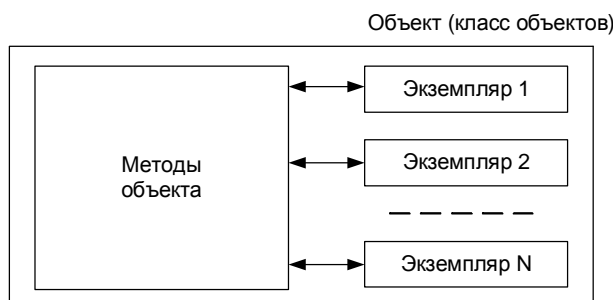 Объект (класс объектов)
Методы
объекта
Экземпляр 1
Экземпляр 2
Экземпляр N